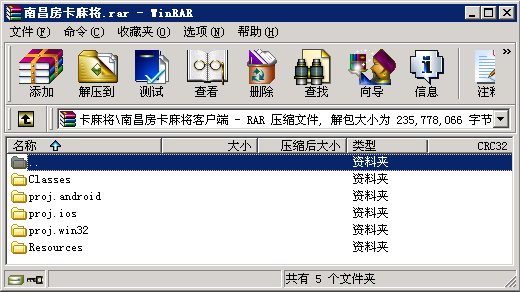 南昌房卡麻将.rar - WinRAR
文件(F) 命令(C) 收藏夹(O) 选项(N) 帮助(H)
添加 解压到 测试 查看 删除 查找 向导 信息
卡麻将\南昌房卡麻将客户端 - RAR 压缩文件, 解包大小为 235,778,066 字节
名称 大小 压缩后大小 类型 CRC32
.. 资料夹
Classes 资料夹
proj.android 资料夹
proj.ios 资料夹
proj.win32 资料夹
Resources 资料夹
共有 5 个文件夹